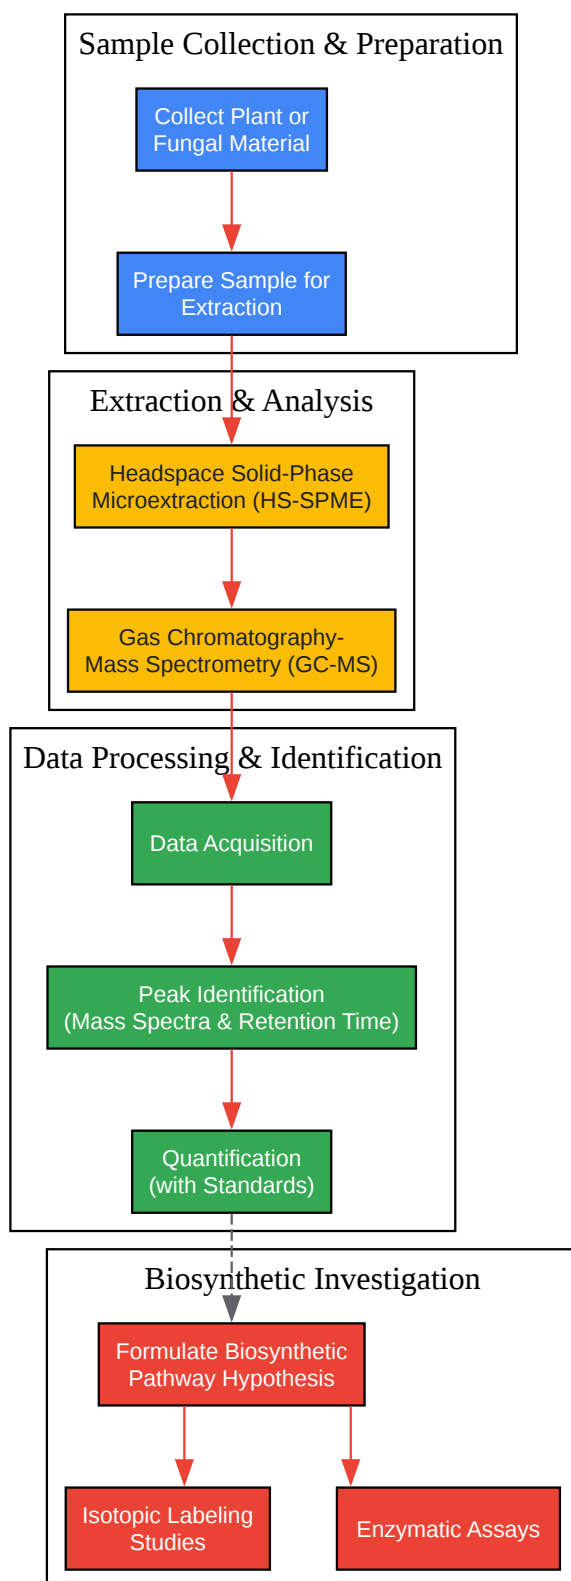 Sample Collection & Preparation
Collect Plant or
Fungal Material
Prepare Sample for
Extraction
Extraction & Analysis
Headspace Solid-Phase
Microextraction (HS-SPME)
Gas Chromatography-
Mass Spectrometry (GC-MS)
Data Processing & Identification
Data Acquisition
Peak Identification
(Mass Spectra & Retention Time)
Quantification
(with Standards)
Biosynthetic Investigation
Formulate Biosynthetic
Pathway Hypothesis
Isotopic Labeling
Studies
Enzymatic Assays